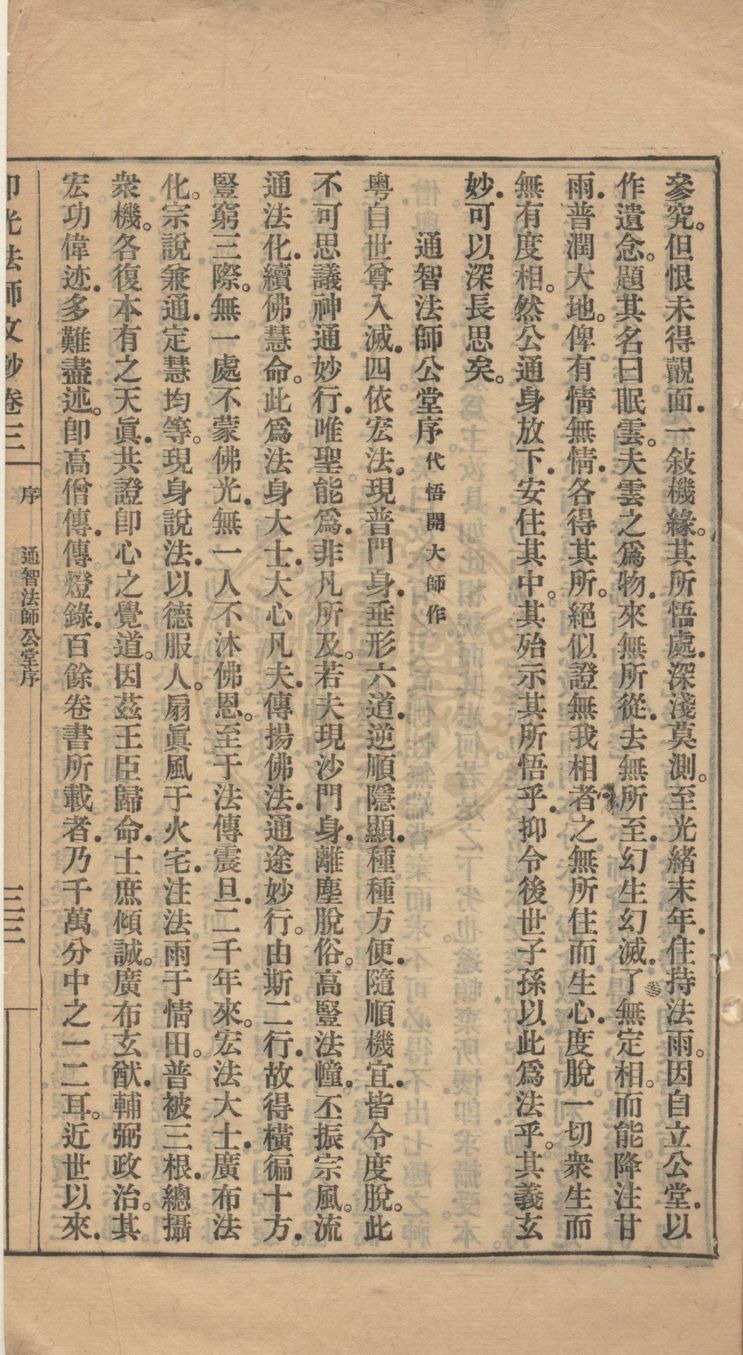 參究。但恨未得覿面。一敍機緣。其所悟處。深淺莫測。至光緒末年。住持法雨。因自立公堂。以
作遺念。題其名曰眠雲。夫雲之爲物。來無所從。去無所至。幻生幻滅。了無定相。而能降注甘
雨。普潤大地。俾有情無情。各得其所。絕似證無我相者之無所住而生心。度脫一切衆生而
無有度相。然公通身放下。安住其中。其殆示其所悟乎。抑令後世子孫以此爲法乎。其義玄
妙。可以深長思矣。
通智法師公堂序 代悟開大師作
粵自世尊入滅。四依宏法。現普門身。垂形六道。逆順隱顯。種種方便。隨順機宜。皆令度脫。此
不可思議神通妙行。唯聖能爲。非凡所及。若夫現沙門身。離塵脫俗。高豎法幢。丕振宗風。流
通法化。續佛慧命。此爲法身大士。大心凡夫。傳揚佛法。通途妙行。由斯二行。故得橫徧十方。
豎窮三際。無一處不蒙佛光。無一人不沐佛恩。至于法傳震旦。二千年來。宏法大士。廣布法
化。宗說兼通。定慧均等。現身說法。以德服人。扇眞風于火宅。注法雨于情田。普被三根。總攝
衆機。各復本有之天眞。共證卽心之覺道。因茲王臣歸命。士庶傾誠。廣布玄猷。輔弼政治。其
宏功偉迹。多難盡述。卽高僧傳。傳燈錄。百餘卷書所載者。乃千萬分中之一二耳。近世以來。
印光法師文鈔卷三 序 通智法師公堂序 三三